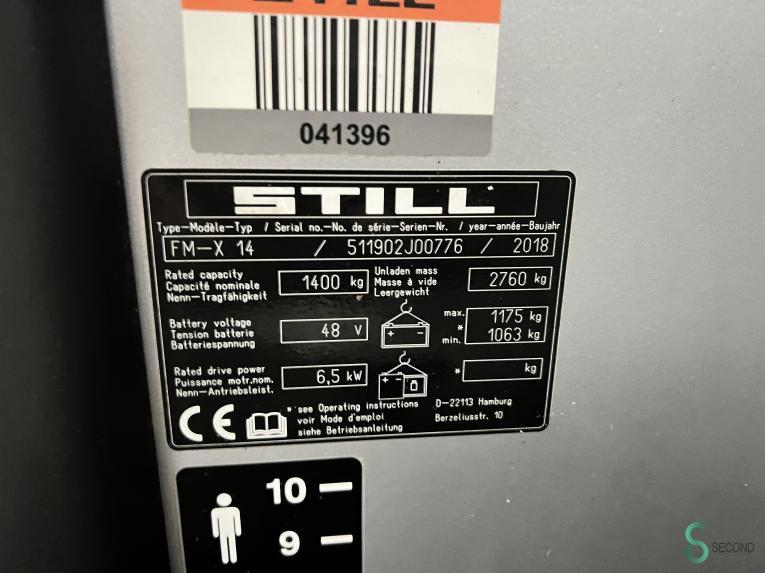 STILL
041396
STILL
Type-Modèle-Typ / Serial no.-No. de série-Serien-Nr. / year-année-Baujahr
FM-X 14 / 511902J00776 / 2018
Rated capacity
Capacité nominale
Nenn-Tragfähigkeit
1400 kg
Unladen mass
Masse à vide
Leergewicht
2760 kg
Battery voltage
Tension batterie
Batteriespannung
48 V
max. 1175 kg
*
min. 1063 kg
Rated drive power
Puissance motr.nom.
Nenn-Antriebsleist.
6,5 kW
* kg
CE
* see Operating instructions
voir Mode d'emploi
siehe Betriebsanleitung
D-22113 Hamburg
Berzeliusstr. 10
10
9
SECOND